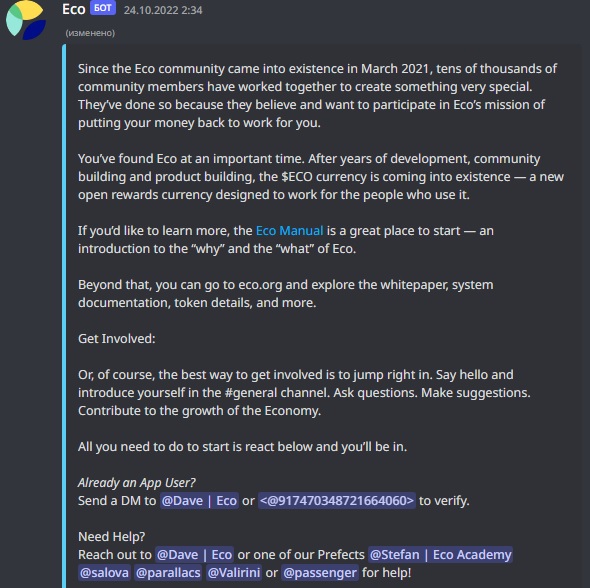 Eco БОТ 24.10.2022 2:34
(изменено)
Since the Eco community came into existence in March 2021, tens of thousands of
community members have worked together to create something very special.
They've done so because they believe and want to participate in Eco's mission of
putting your money back to work for you.
You've found Eco at an important time. After years of development, community
building and product building, the $ECO currency is coming into existence — a new
open rewards currency designed to work for the people who use it.
If you'd like to learn more, the Eco Manual is a great place to start — an
introduction to the “why” and the “what” of Eco.
Beyond that, you can go to eco.org and explore the whitepaper, system
documentation, token details, and more.
Get Involved:
Or, of course, the best way to get involved is to jump right in. Say hello and
introduce yourself in the #general channel. Ask questions. Make suggestions.
Contribute to the growth of the Economy.
All you need to do to start is react below and you'll be in.
Already an App User?
Send a DM to @Dave | Eco or <@917470348721664060> to verify.
Need Help?
Reach out to @Dave | Eco or one of our Prefects @Stefan | Eco Academy
@salova @parallacs @Valirini or @passenger for help!